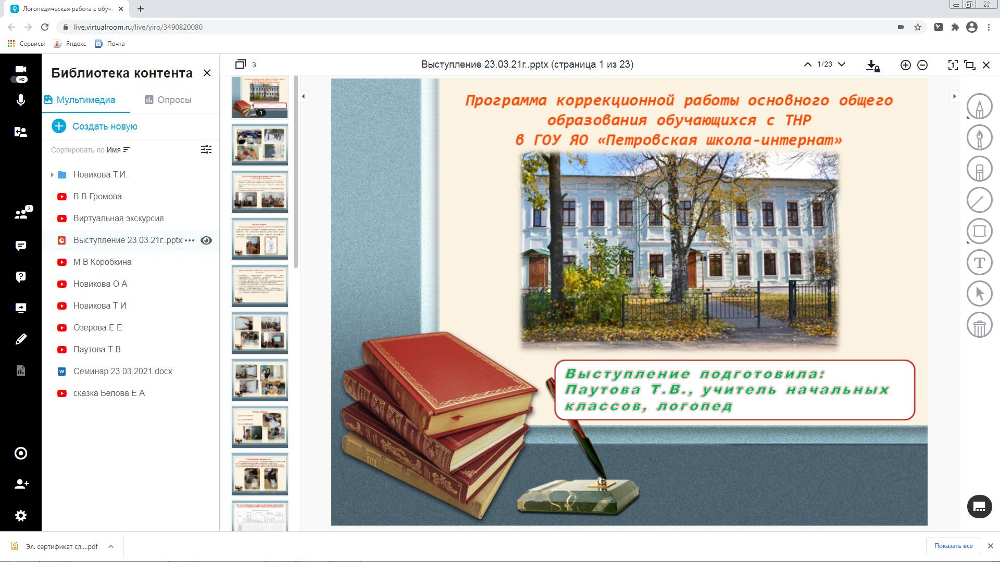 Логопедическая работа с обуча
live.virtualroom.ru/live/yiro/3490820080
Сервисы
Яндекс
Почта
HD
Библиотека контента
Мультимедиа
Опросы
Создать новую
Сортировать по Имя
Новикова Т.И.
В В Громова
Виртуальная экскурсия
Выступление 23.03.21г..pptx
М В Коробкина
Новикова О А
Новикова Т И
Озерова Е Е
Паутова Т В
Семинар 23.03.2021.docx
сказка Белова Е А
3
3
Выступление 23.03.21г..pptx (страница 1 из 23)
1/23
1
Программа коррекционной работы основного общего
образования обучающихся с ТНР
в ГОУ ЯО «Петровская школа-интернат»
Выступление подготовила:
Паутова Т.В., учитель начальных
классов, логопед
Эл. сертификат сл....pdf
Показать все